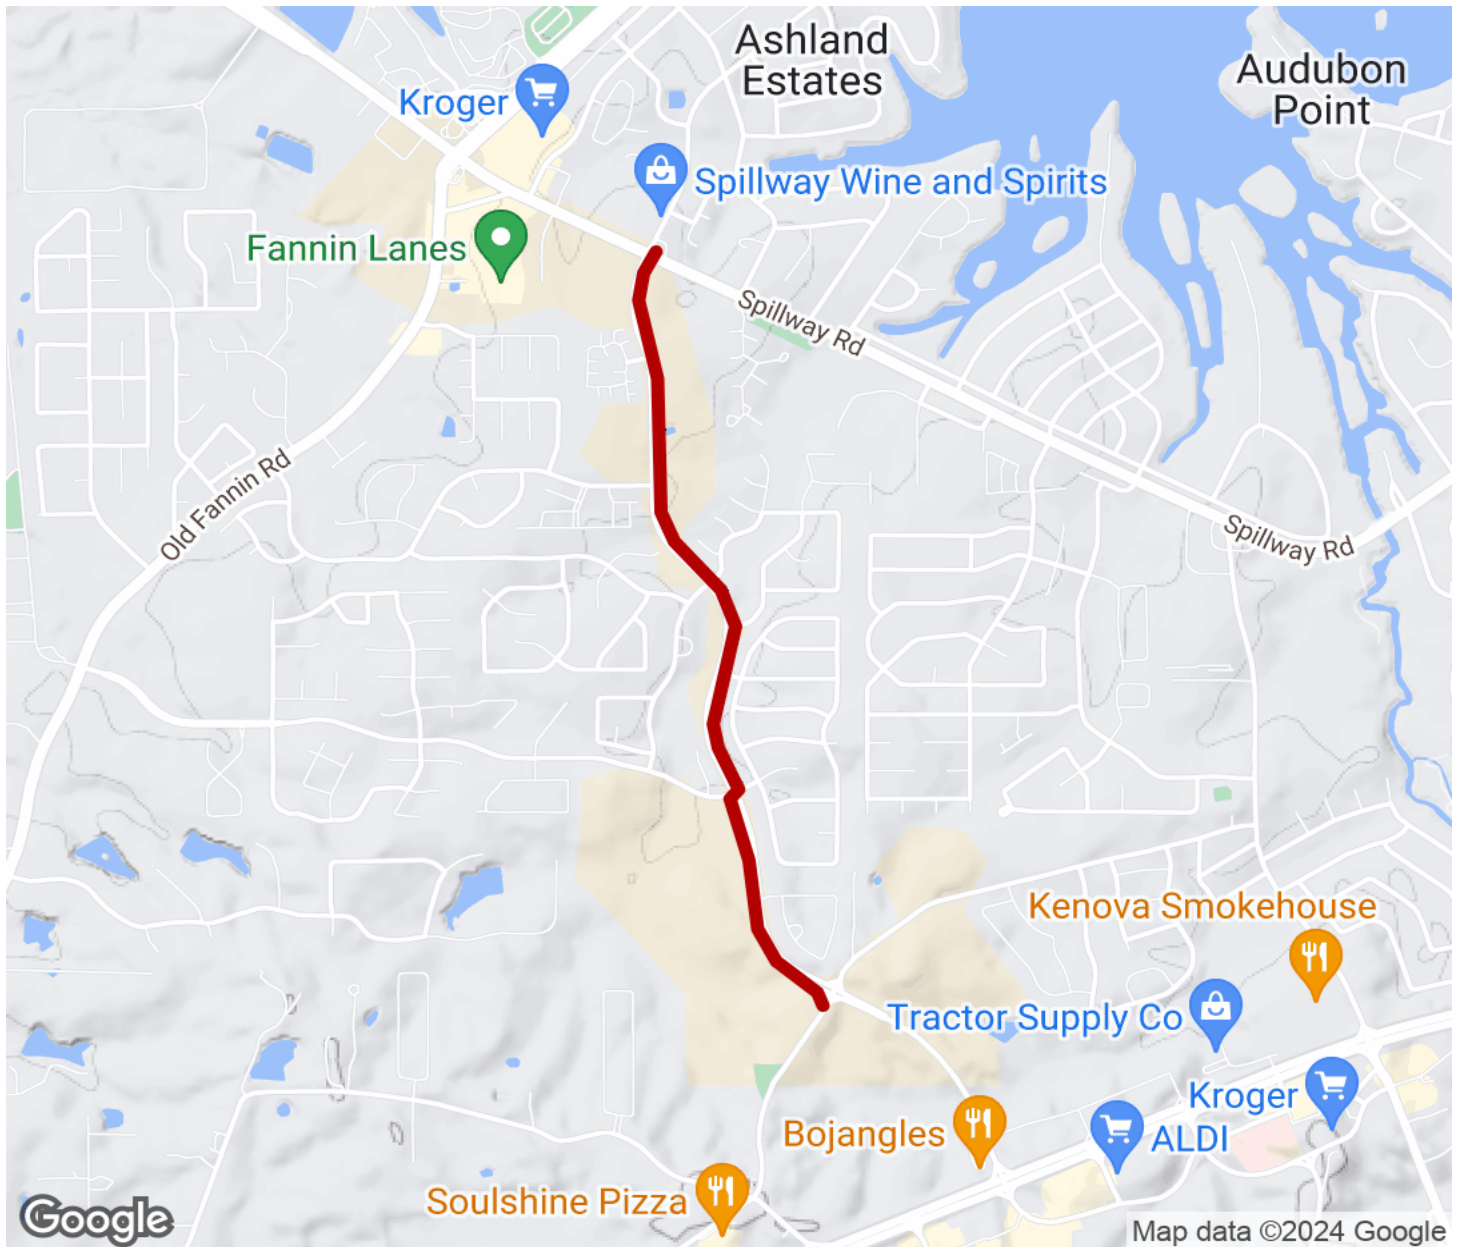 Ashland
Estates
Audubon
Point
Kroger
Spillway Wine and Spirits
Fannin Lanes
Spillway Rd
Old Fannin Rd
Spillway Rd
Kenova Smokehouse
Tractor Supply Co
Kroger
Bojangles
ALDI
Soulshine Pizza
Google
Map data ©2024 Google